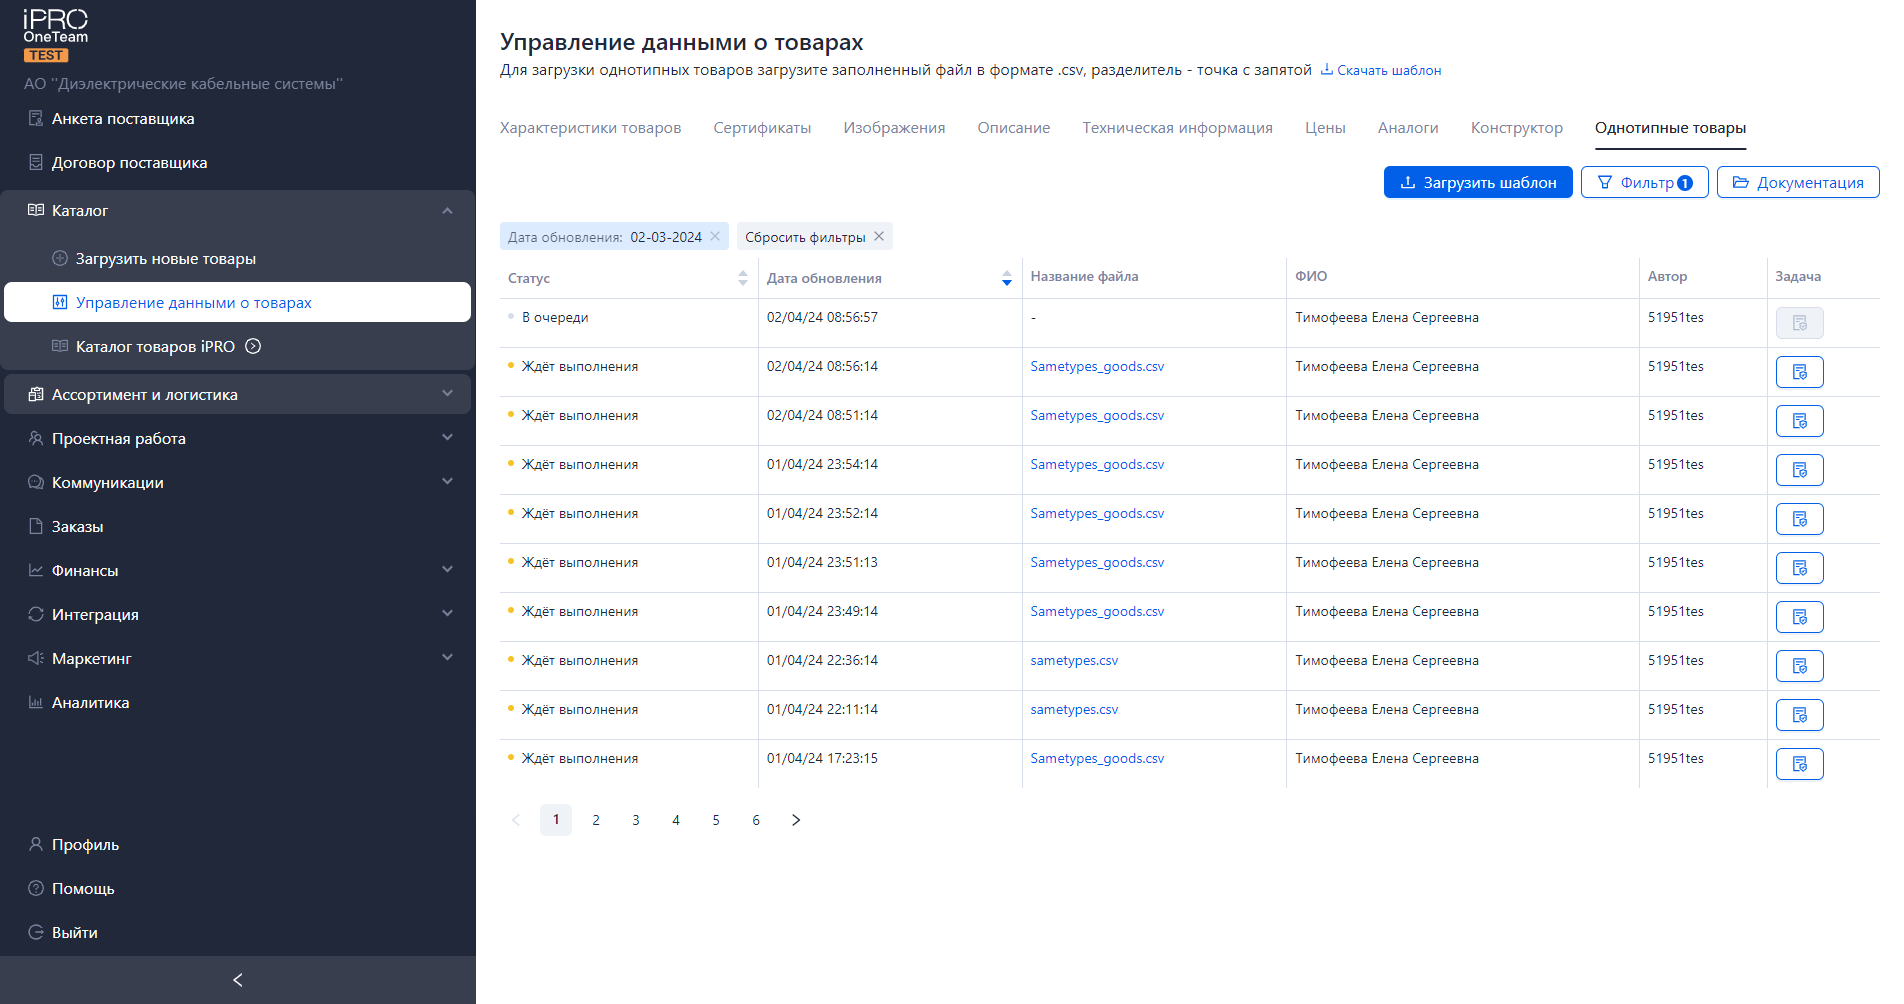 iPRO
OneTeam
TEST
АО "Диэлектрические кабельные системы"
Анкета поставщика
Договор поставщика
Каталог
Загрузить новые товары
Управление данными о товарах
Каталог товаров iPRO
Ассортимент и логистика
Проектная работа
Коммуникации
Заказы
Финансы
Интеграция
Маркетинг
Аналитика
Профиль
Помощь
Выйти
Управление данными о товарах
Для загрузки однотипных товаров загрузите заполненный файл в формате .csv, разделитель - точка с запятой Скачать шаблон
Характеристики товаров Сертификаты Изображения Описание Техническая информация Цены Аналоги Конструктор Однотипные товары
Загрузить шаблон Фильтр 1 Документация
Дата обновления: 02-03-2024 Сбросить фильтры
Статус Дата обновления Название файла ФИО Автор Задача
В очереди 02/04/24 08:56:57 - Тимофеева Елена Сергеевна 51951tes
Ждёт выполнения 02/04/24 08:56:14 Sametypes_goods.csv Тимофеева Елена Сергеевна 51951tes
Ждёт выполнения 02/04/24 08:51:14 Sametypes_goods.csv Тимофеева Елена Сергеевна 51951tes
Ждёт выполнения 01/04/24 23:54:14 Sametypes_goods.csv Тимофеева Елена Сергеевна 51951tes
Ждёт выполнения 01/04/24 23:52:14 Sametypes_goods.csv Тимофеева Елена Сергеевна 51951tes
Ждёт выполнения 01/04/24 23:51:13 Sametypes_goods.csv Тимофеева Елена Сергеевна 51951tes
Ждёт выполнения 01/04/24 23:49:14 Sametypes_goods.csv Тимофеева Елена Сергеевна 51951tes
Ждёт выполнения 01/04/24 22:36:14 sametypes.csv Тимофеева Елена Сергеевна 51951tes
Ждёт выполнения 01/04/24 22:11:14 sametypes.csv Тимофеева Елена Сергеевна 51951tes
Ждёт выполнения 01/04/24 17:23:15 Sametypes_goods.csv Тимофеева Елена Сергеевна 51951tes
1 2 3 4 5 6